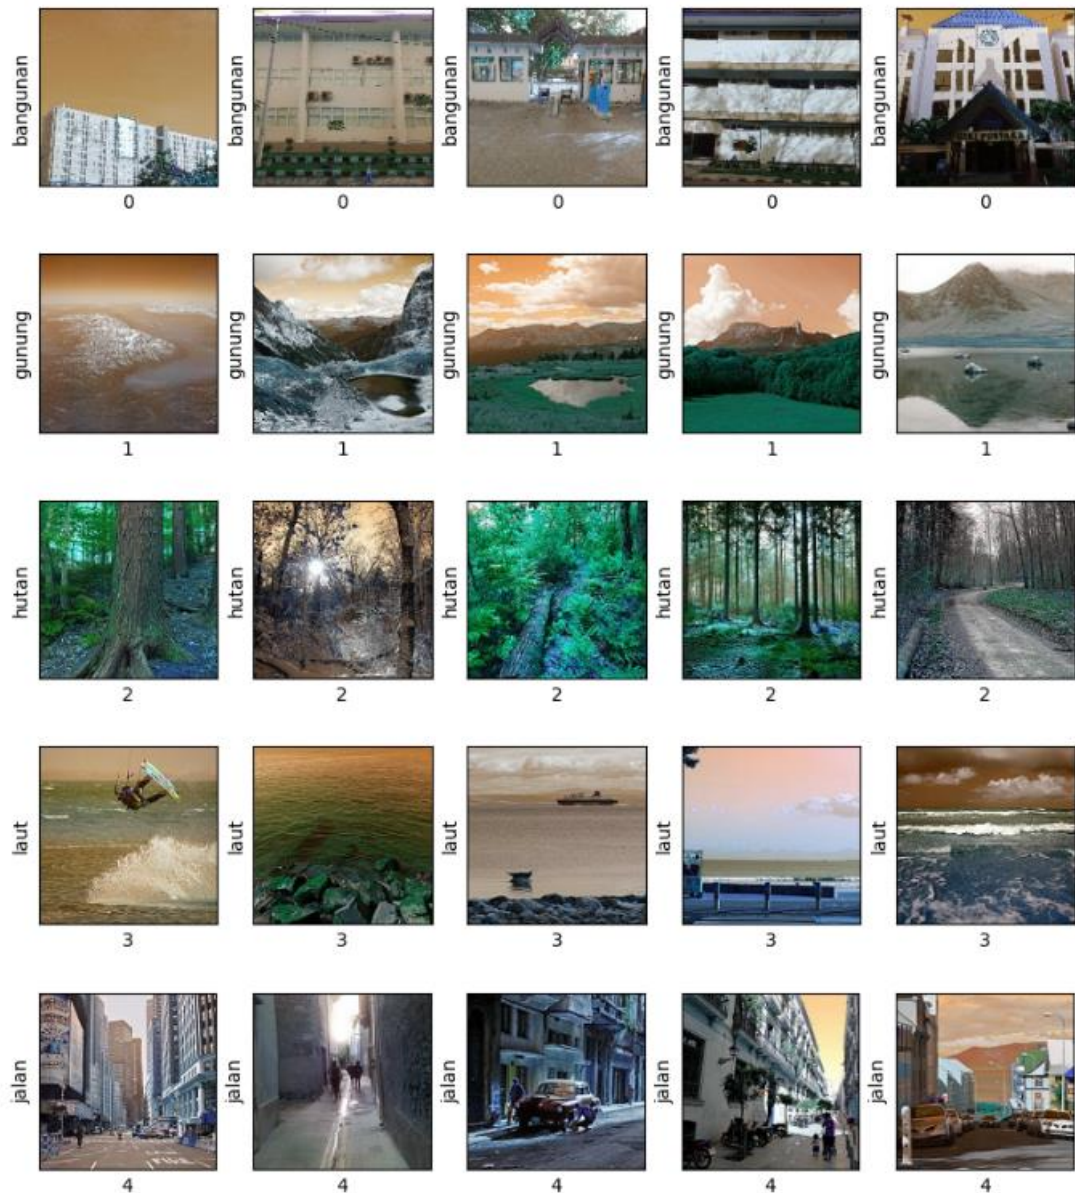 bangunan bangunan bangunan bangunan bangunan
0 0 0 0 0
gunung gunung gunung gunung gunung
1 1 1 1 1
hutan hutan hutan hutan hutan
2 2 2 2 2
laut laut laut laut laut
3 3 3 3 3
jalan jalan jalan jalan jalan
4 4 4 4 4